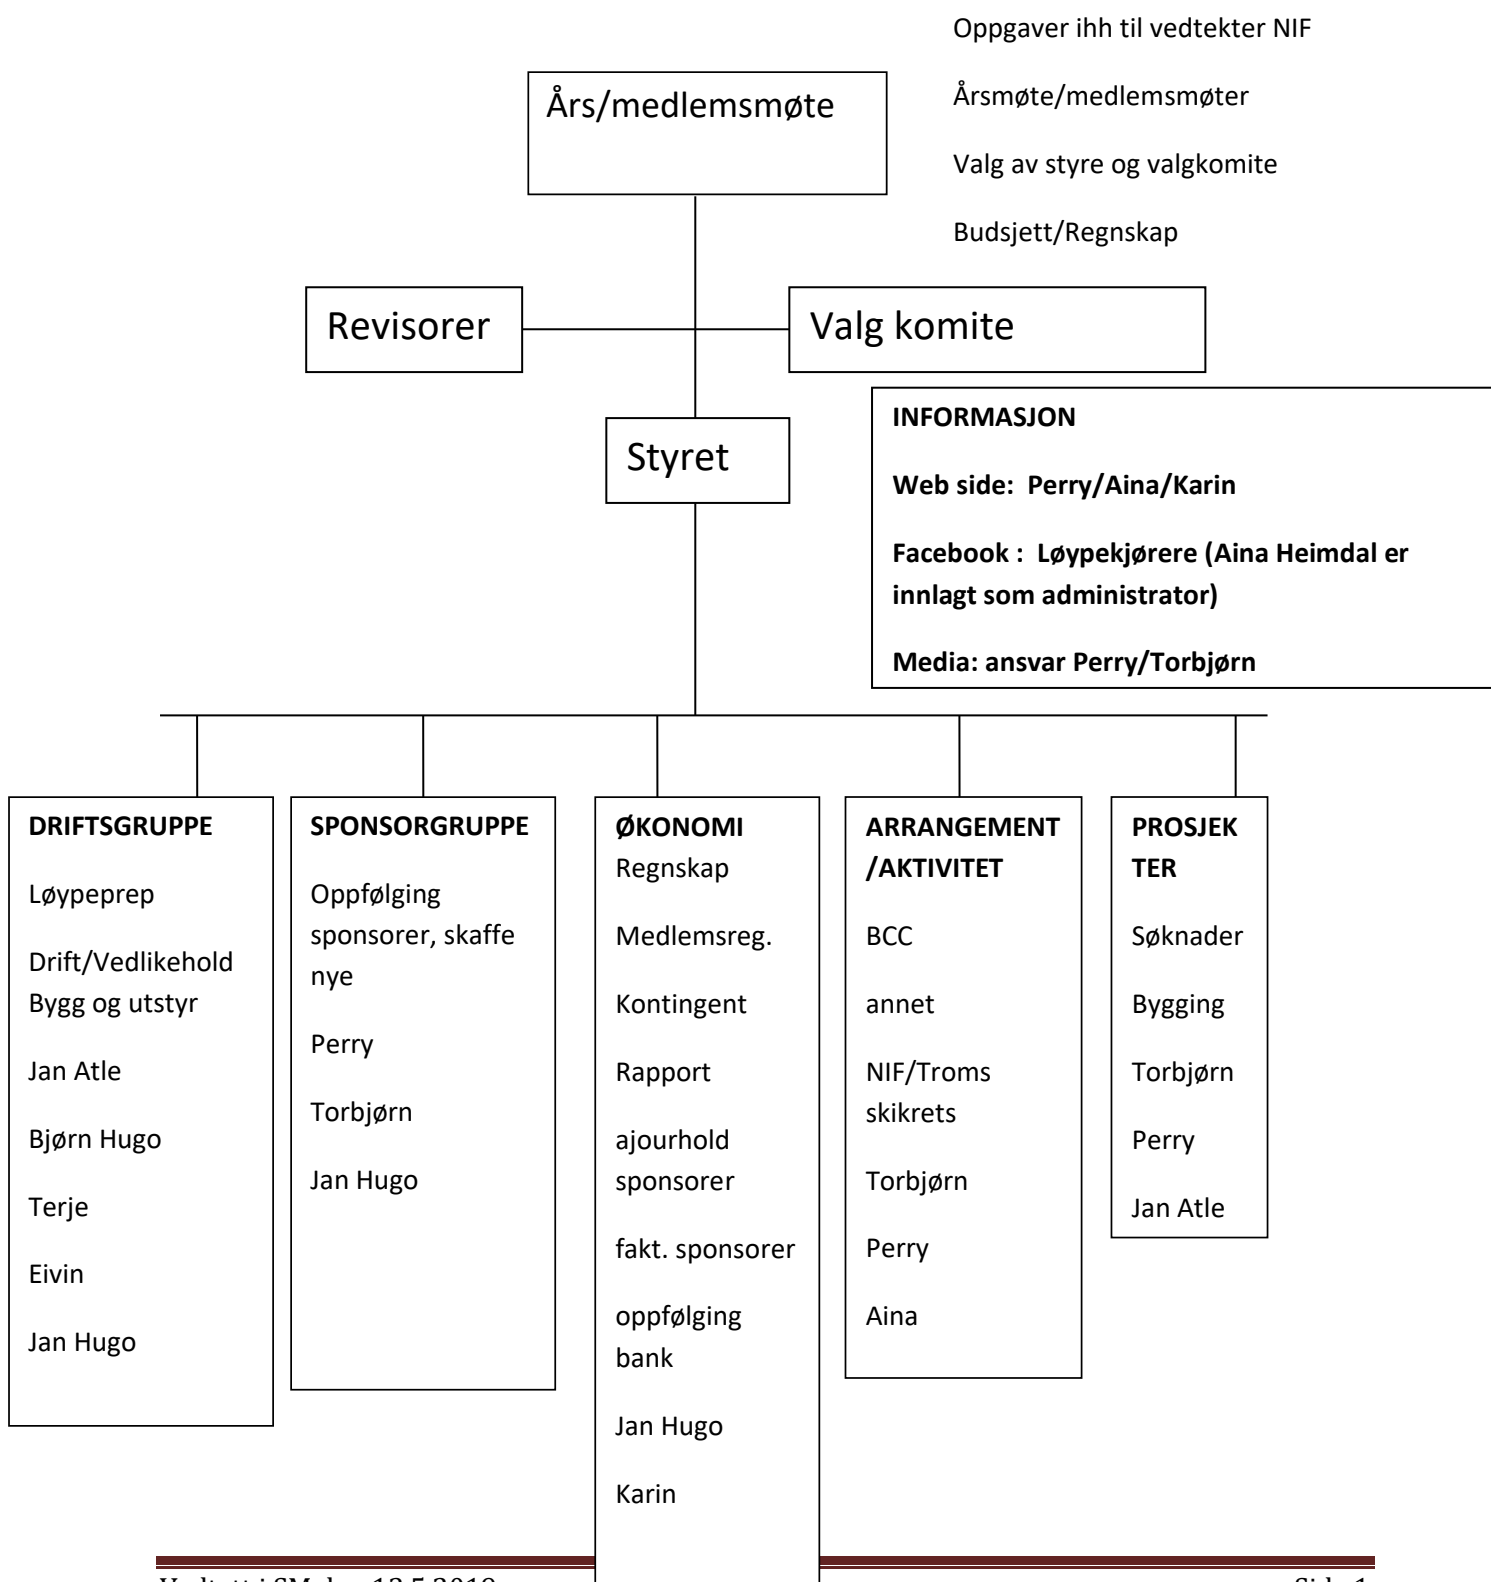 Oppgaver ihh til vedtekter NIF
Års/medlemsmøte
Årsmøte/medlemsmøter
Valg av styre og valgkomite
Budsjett/Regnskap
Revisorer
Valg komite
Styret
INFORMASJON
Web side:  Perry/Aina/Karin
Facebook :  Løypekjørere (Aina Heimdal er
innlagt som administrator)
Media: ansvar Perry/Torbjørn
DRIFTSGRUPPE
Løypeprep
Drift/Vedlikehold
Bygg og utstyr
Jan Atle
Bjørn Hugo
Terje
Eivin
Jan Hugo
SPONSORGRUPPE
Oppfølging
sponsorer, skaffe
nye
Perry
Torbjørn
Jan Hugo
ØKONOMI
Regnskap
Medlemsreg.
Kontingent
Rapport
ajourhold
sponsorer
fakt. sponsorer
oppfølging
bank
Jan Hugo
Karin
ARRANGEMENT
/AKTIVITET
BCC
annet
NIF/Troms
skikrets
Torbjørn
Perry
Aina
PROSJEK
TER
Søknader
Bygging
Torbjørn
Perry
Jan Atle
Side 1